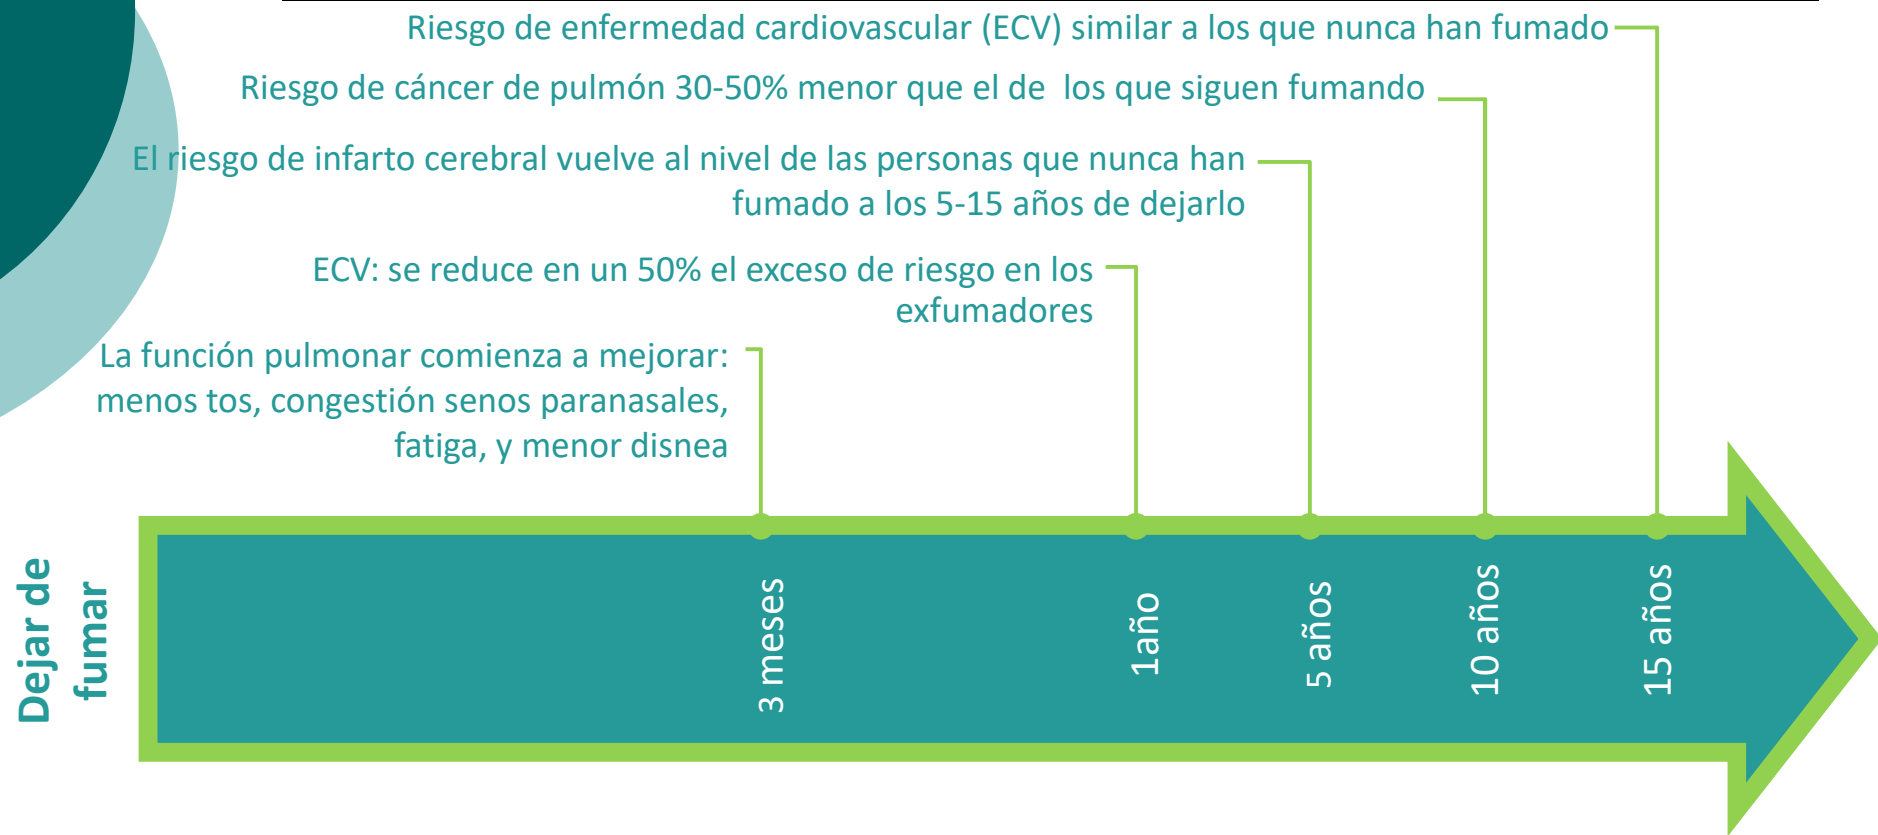 Riesgo de enfermedad cardiovascular (ECV) similar a los que nunca han fumado
Riesgo de cáncer de pulmón 30-50% menor que el de los que siguen fumando
El riesgo de infarto cerebral vuelve al nivel de las personas que nunca han
fumado a los 5-15 años de dejarlo
ECV: se reduce en un 50% el exceso de riesgo en los
exfumadores
La función pulmonar comienza a mejorar:
menos tos, congestión senos paranasales,
fatiga, y menor disnea
Dejar de
fumar
3 meses
1año
5 años
10 años
15 años